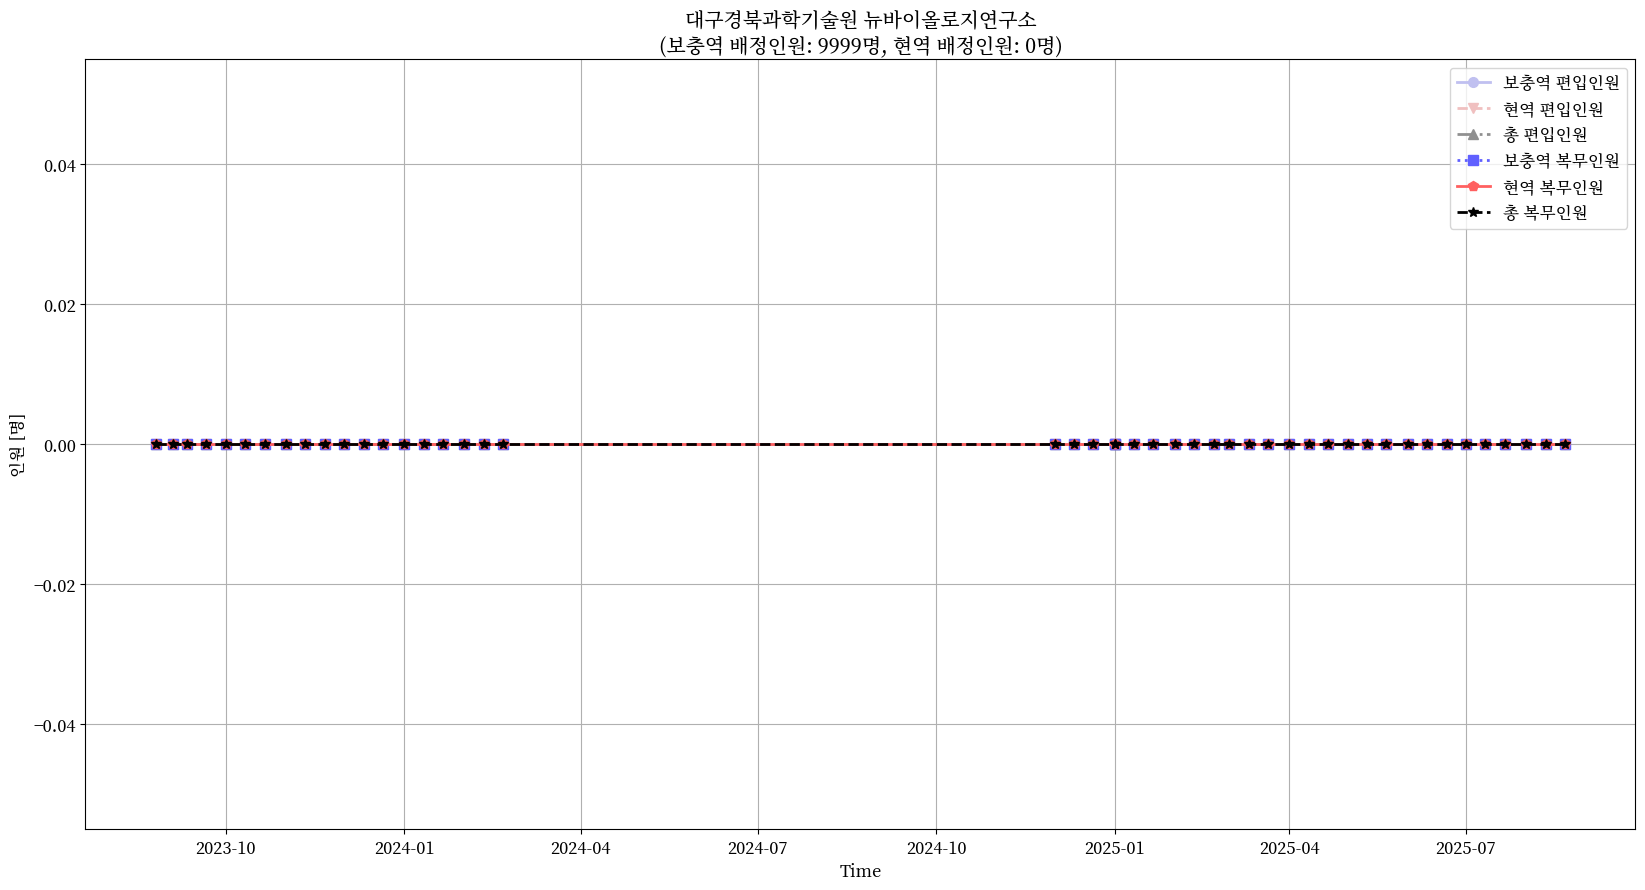 대구경북과학기술원 뉴바이올로지연구소
(보충역 배정인원: 9999명, 현역 배정인원: 0명)
보충역 편입인원
현역 편입인원
총 편입인원
보충역 복무인원
현역 복무인원
총 복무인원
인원 [명]
0.04
0.02
0.00
−0.02
−0.04
2023-10
2024-01
2024-04
2024-07
2024-10
2025-01
2025-04
2025-07
Time